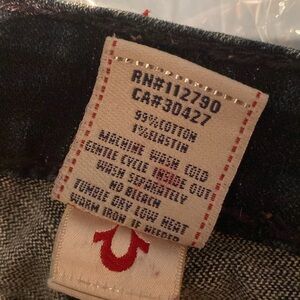 RN#112790
CA#30427
99%COTTON
1%ELASTIN
MACHINE WASH COLD
GENTLE CYCLE INSIDE OUT
WASH SEPARATELY
NO BLEACH
TUMBLE DRY LOW HEAT
WARM IRON IF NEEDED